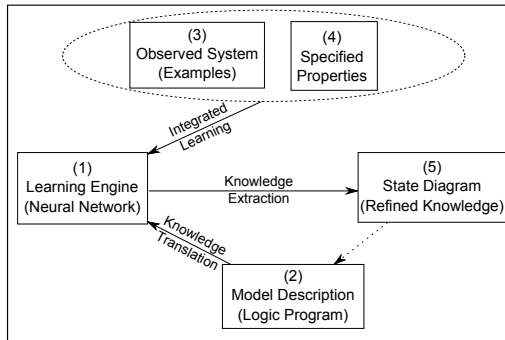 (3)
Observed System
(Examples)
(4)
Specified
Properties
Integrated
Learning
(1)
Learning Engine
(Neural Network)
Knowledge
Extraction
(5)
State Diagram
(Refined Knowledge)
Knowledge
Translation
(2)
Model Description
(Logic Program)